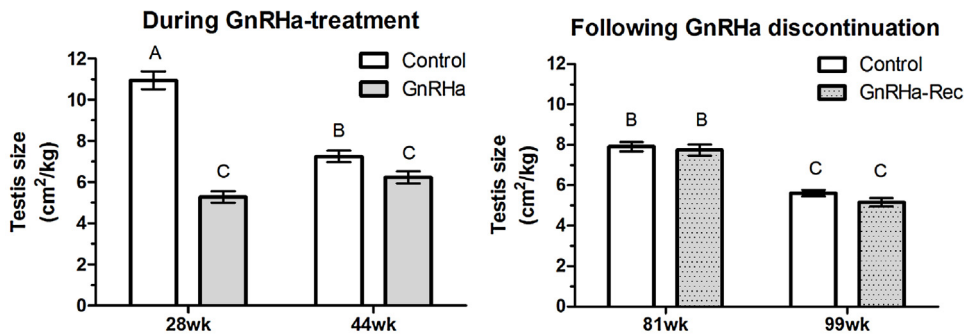 During GnRHa-treatment
Testis size
(cm²/kg)
12
10
8
6
4
2
0
A
C
B
C
Control
GnRHa
28wk
44wk
Following GnRHa discontinuation
Testis size
(cm²/kg)
12
10
8
6
4
2
0
B
B
C
C
Control
GnRHa-Rec
81wk
99wk